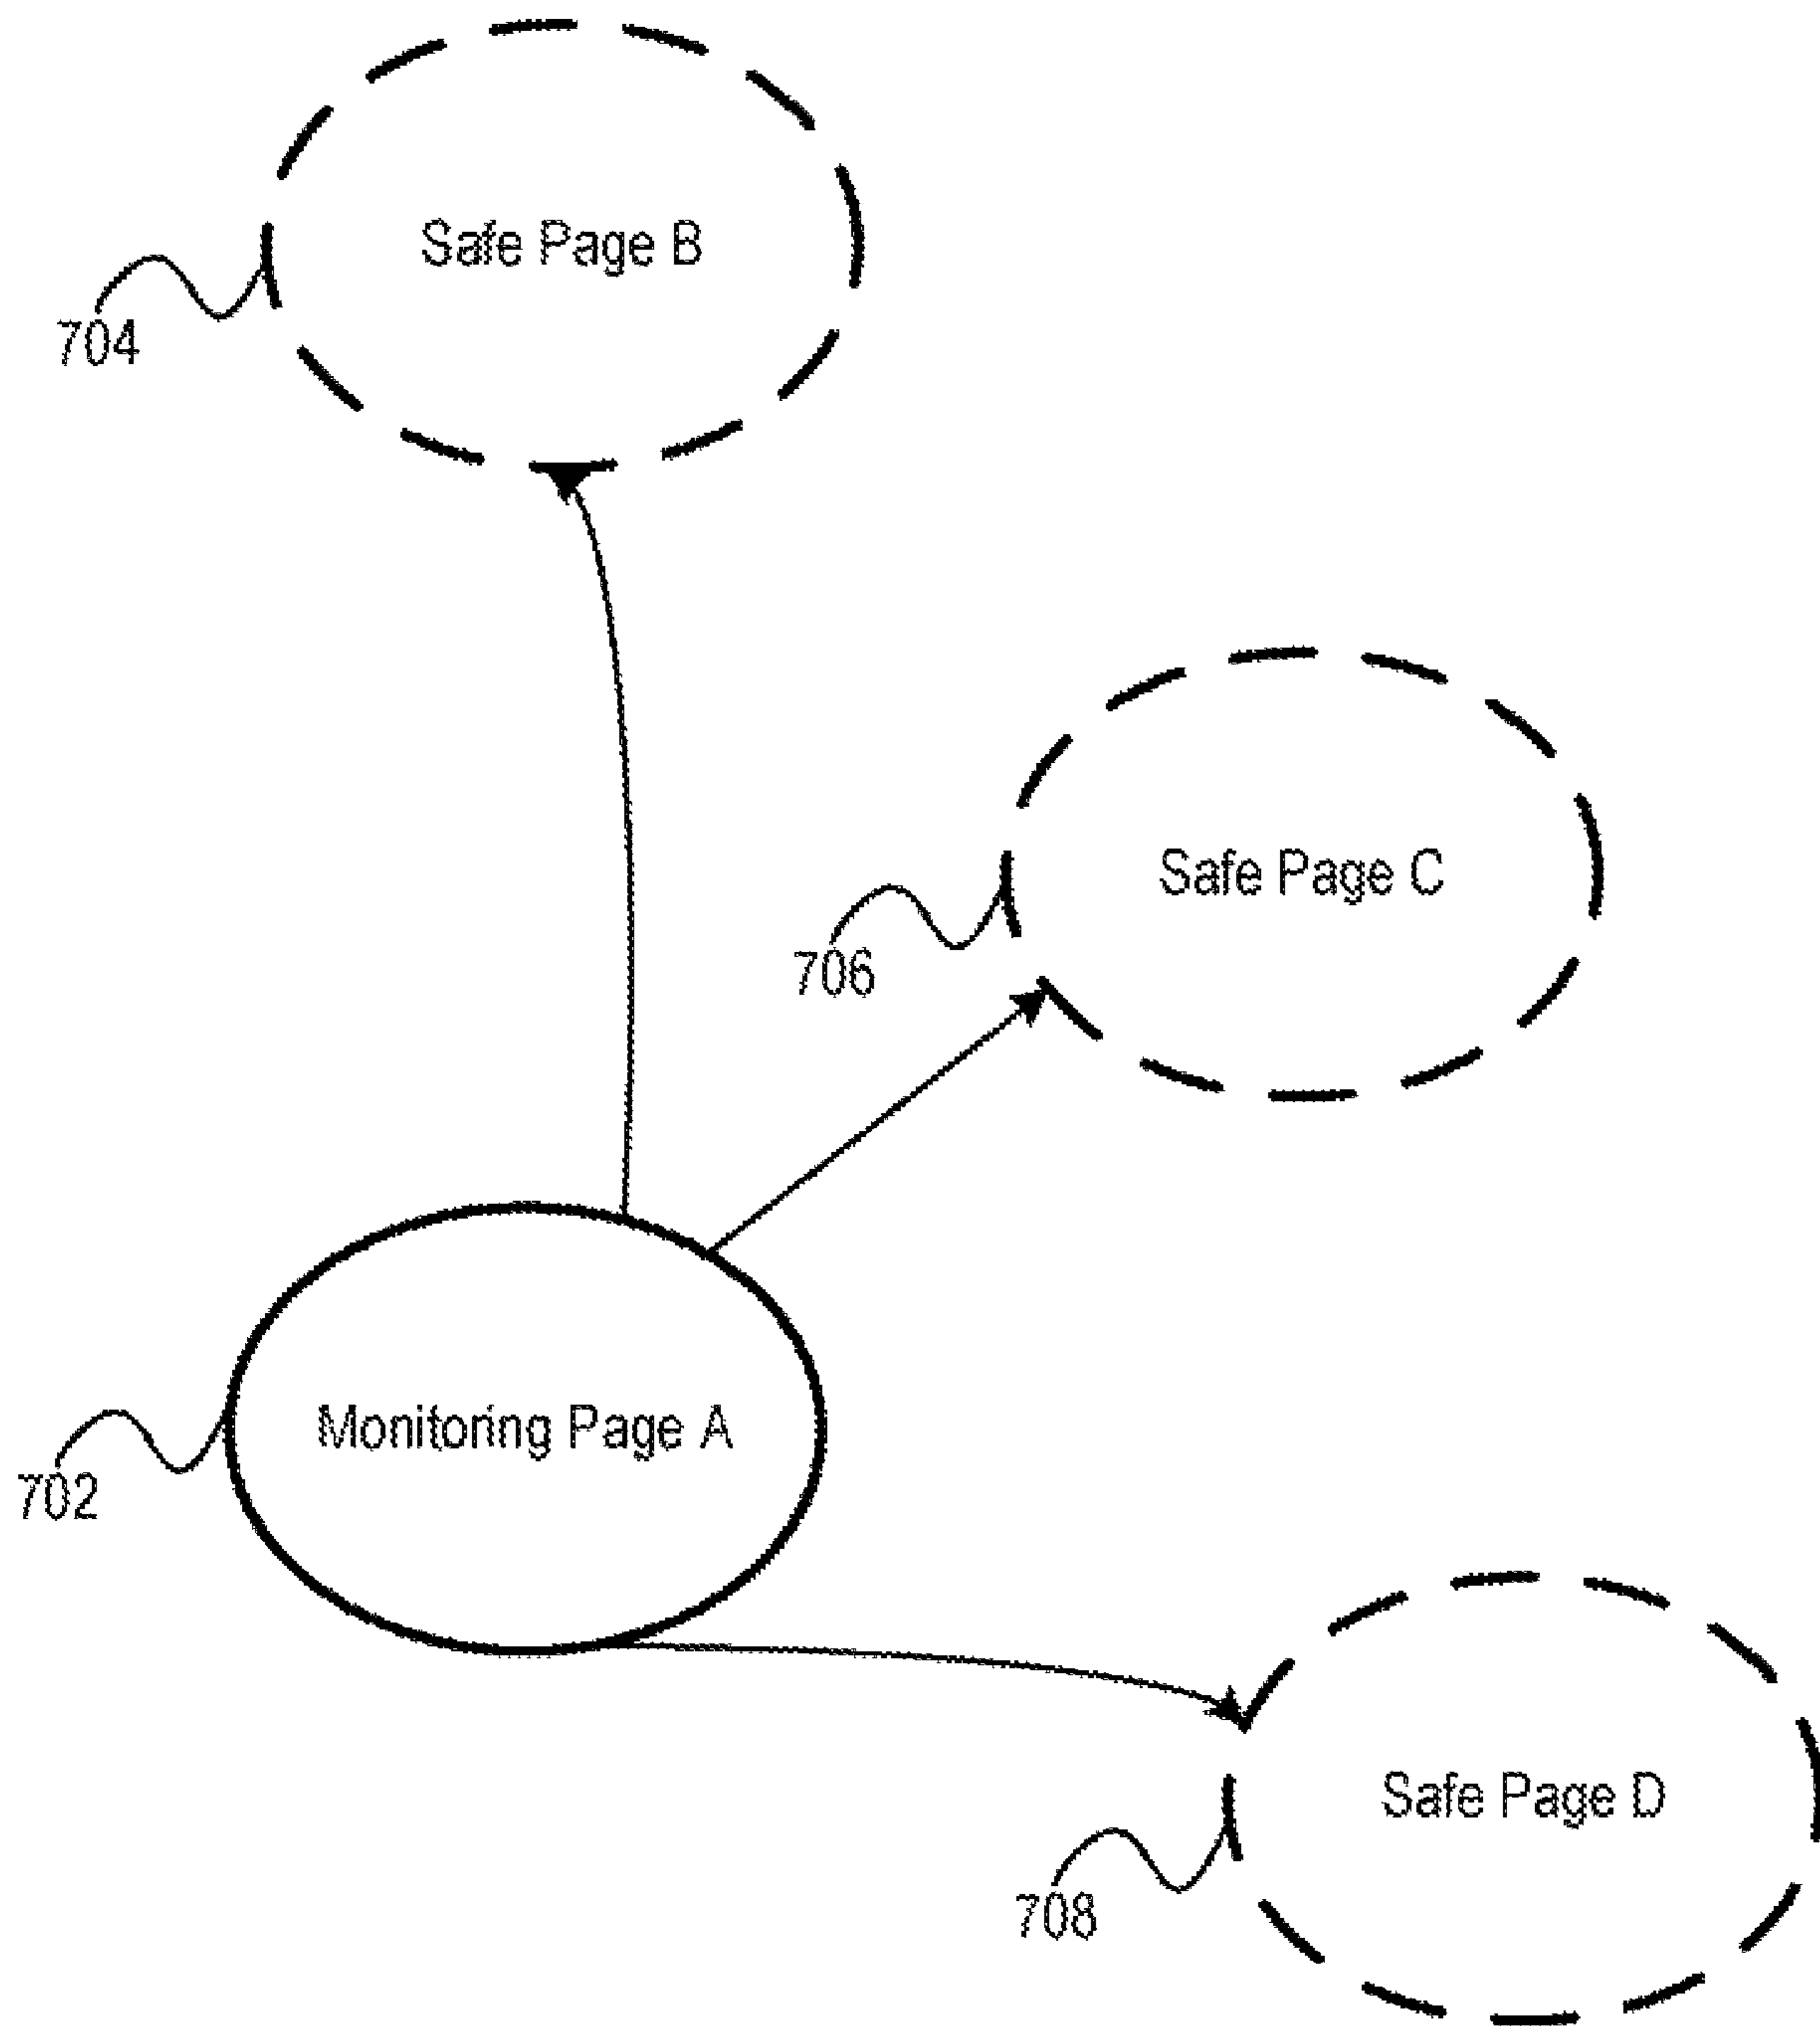 Safe Page B
704
Safe Page C
706
Monitoring Page A
702
Safe Page D
708